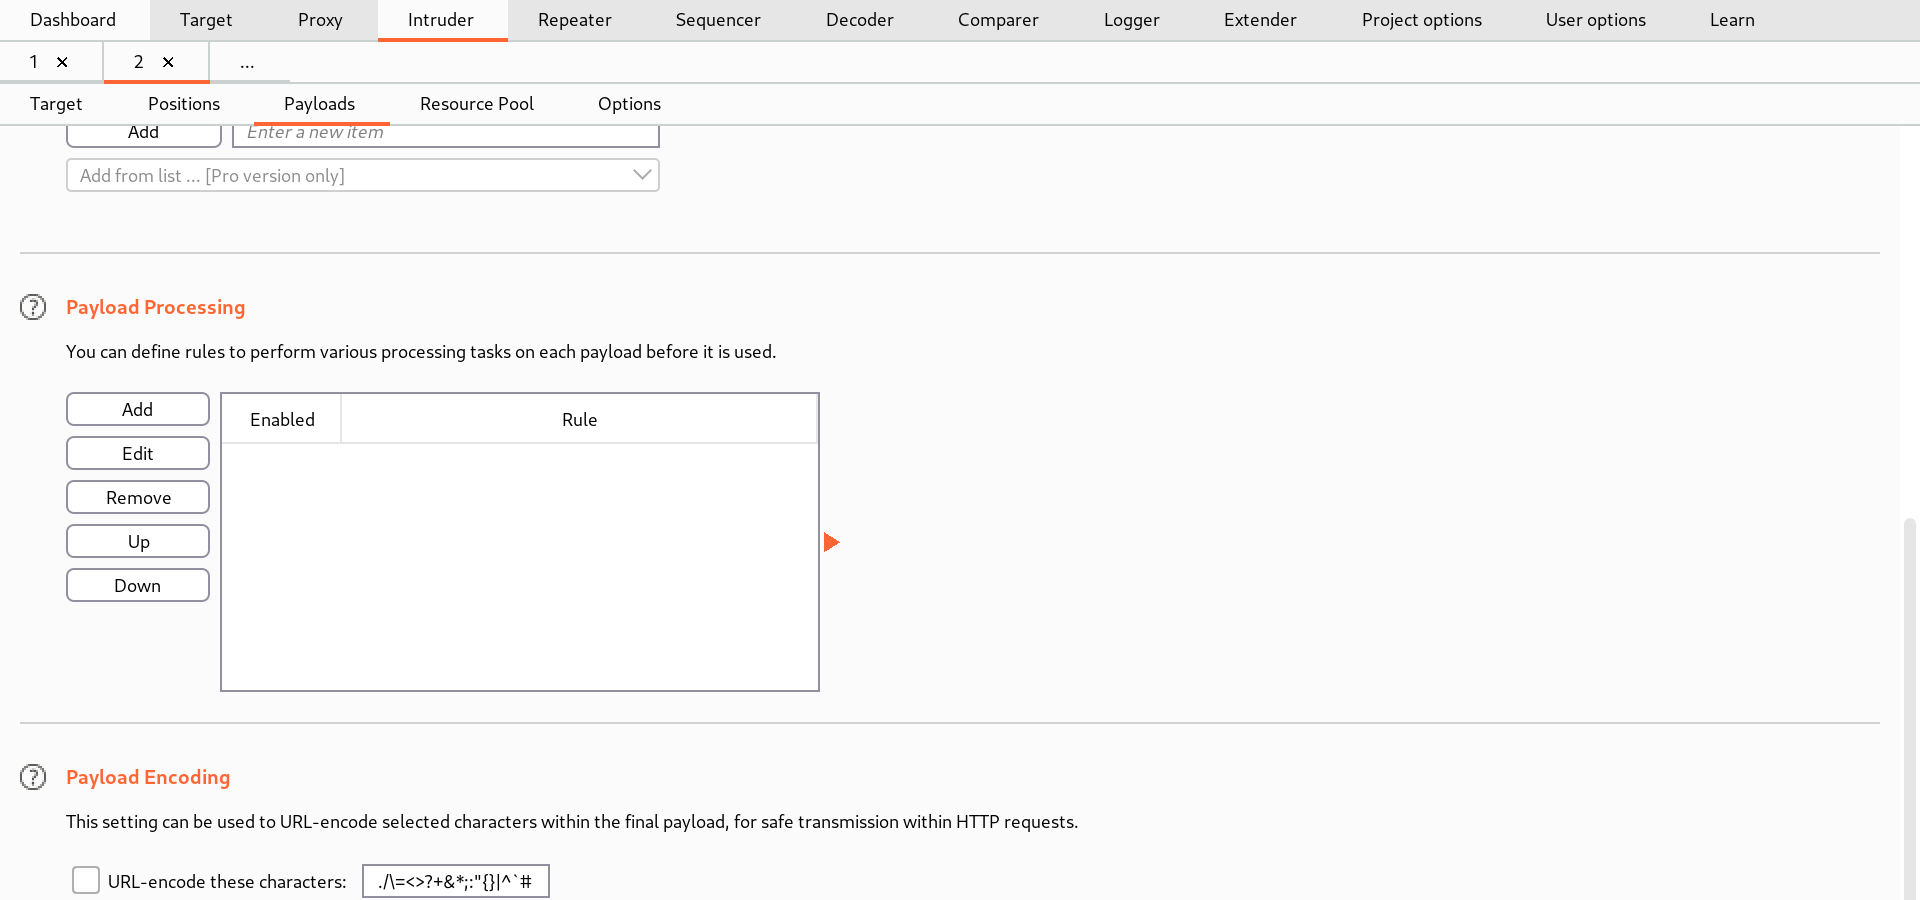 Dashboard Target Proxy Intruder Repeater Sequencer Decoder Comparer Logger Extender Project options User options Learn
1 × 2 × ...
Target Positions Payloads Resource Pool Options
Add Enter a new item
Add from list ... [Pro version only]
? Payload Processing
You can define rules to perform various processing tasks on each payload before it is used.
Add
Enabled Rule
Edit
Remove
Up
Down
? Payload Encoding
This setting can be used to URL-encode selected characters within the final payload, for safe transmission within HTTP requests.
URL-encode these characters: ./\=<>?+&*;:"{}|^`#